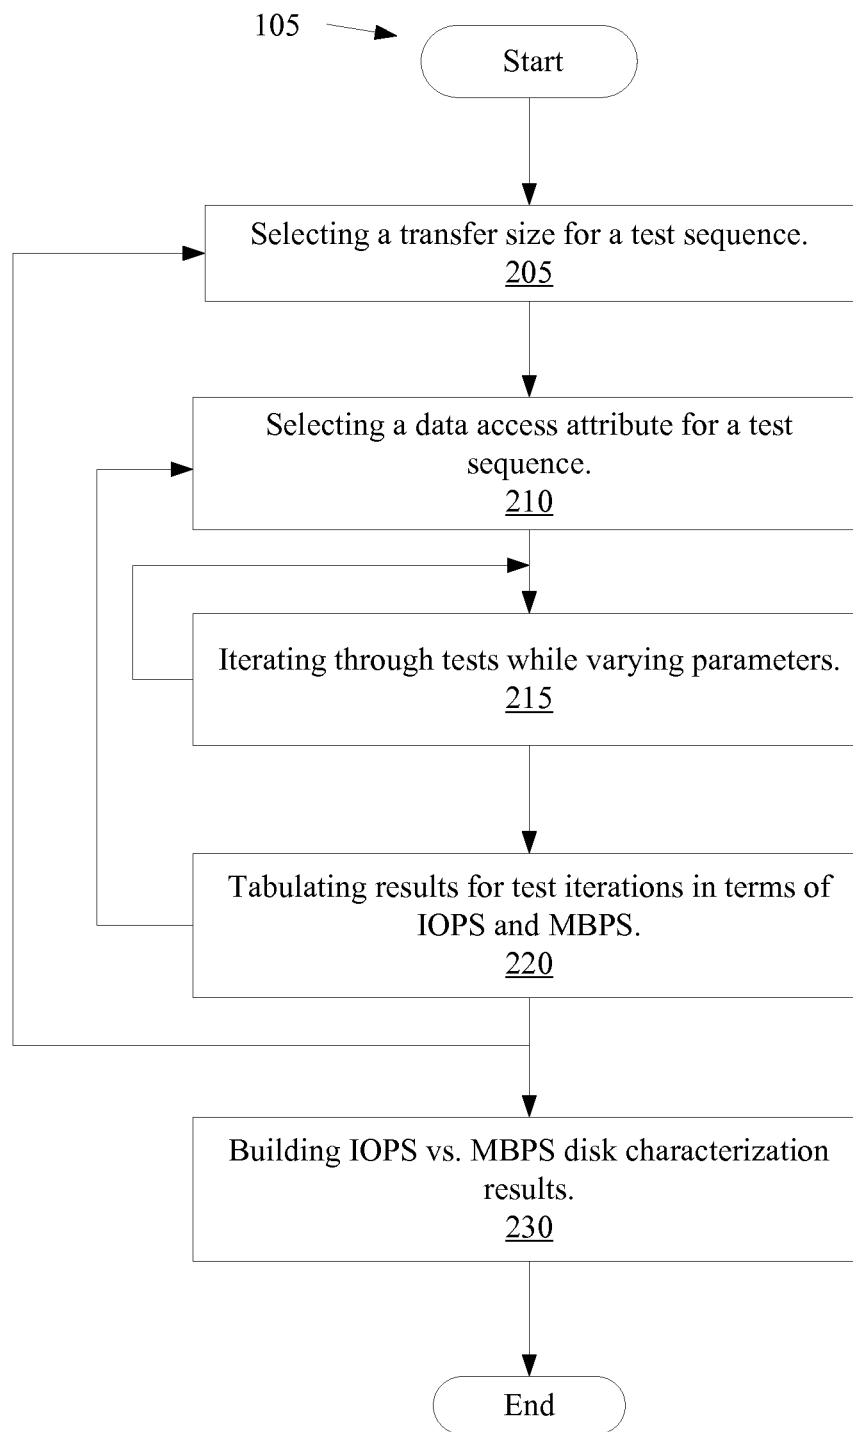 105
Start
Selecting a transfer size for a test sequence.
205
Selecting a data access attribute for a test
sequence.
210
Iterating through tests while varying parameters.
215
Tabulating results for test iterations in terms of
IOPS and MBPS.
220
Building IOPS vs. MBPS disk characterization
results.
230
End